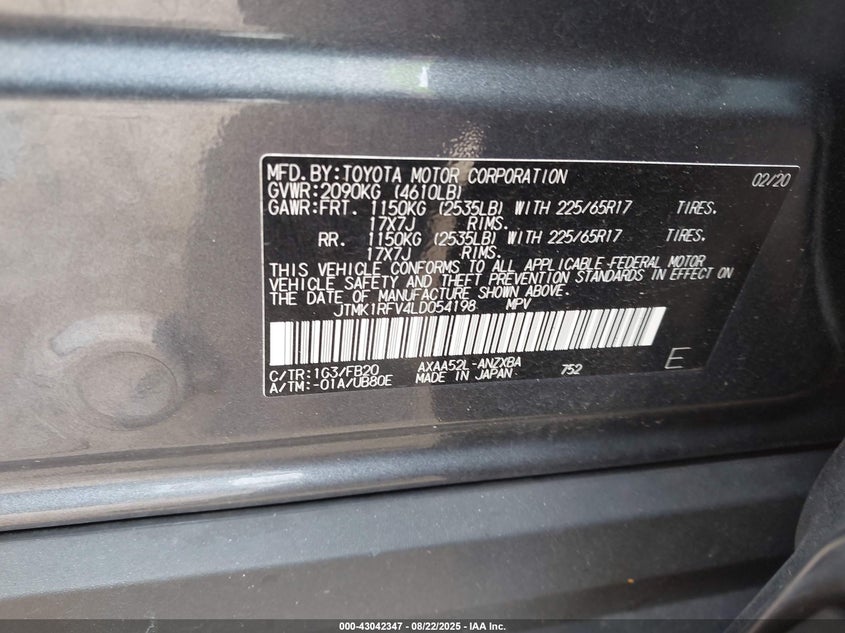 MFD.BY:TOYOTA MOTOR CORPORATION 02/20
GVWR:2090KG (4610LB)
GAWR:FRT. 1150KG (2535LB) WITH 225/65R17 TIRES.
17X7J RIMS.
RR. 1150KG (2535LB) WITH 225/65R17 TIRES.
17X7J RIMS.
THIS VEHICLE CONFORMS TO ALL APPLICABLE FEDERAL MOTOR
VEHICLE SAFETY AND THEFT PREVENTION STANDARDS IN EFFECT ON
THE DATE OF MANUFACTURE SHOWN ABOVE.
JTMK1RFV4LD054198 MPV
C/TR:1G3/FB20 AXAA52L-ANZXBA 752 E
A/TM:-01A/UB80E MADE IN JAPAN
000-43042347 - 08/22/2025 - IAA Inc.